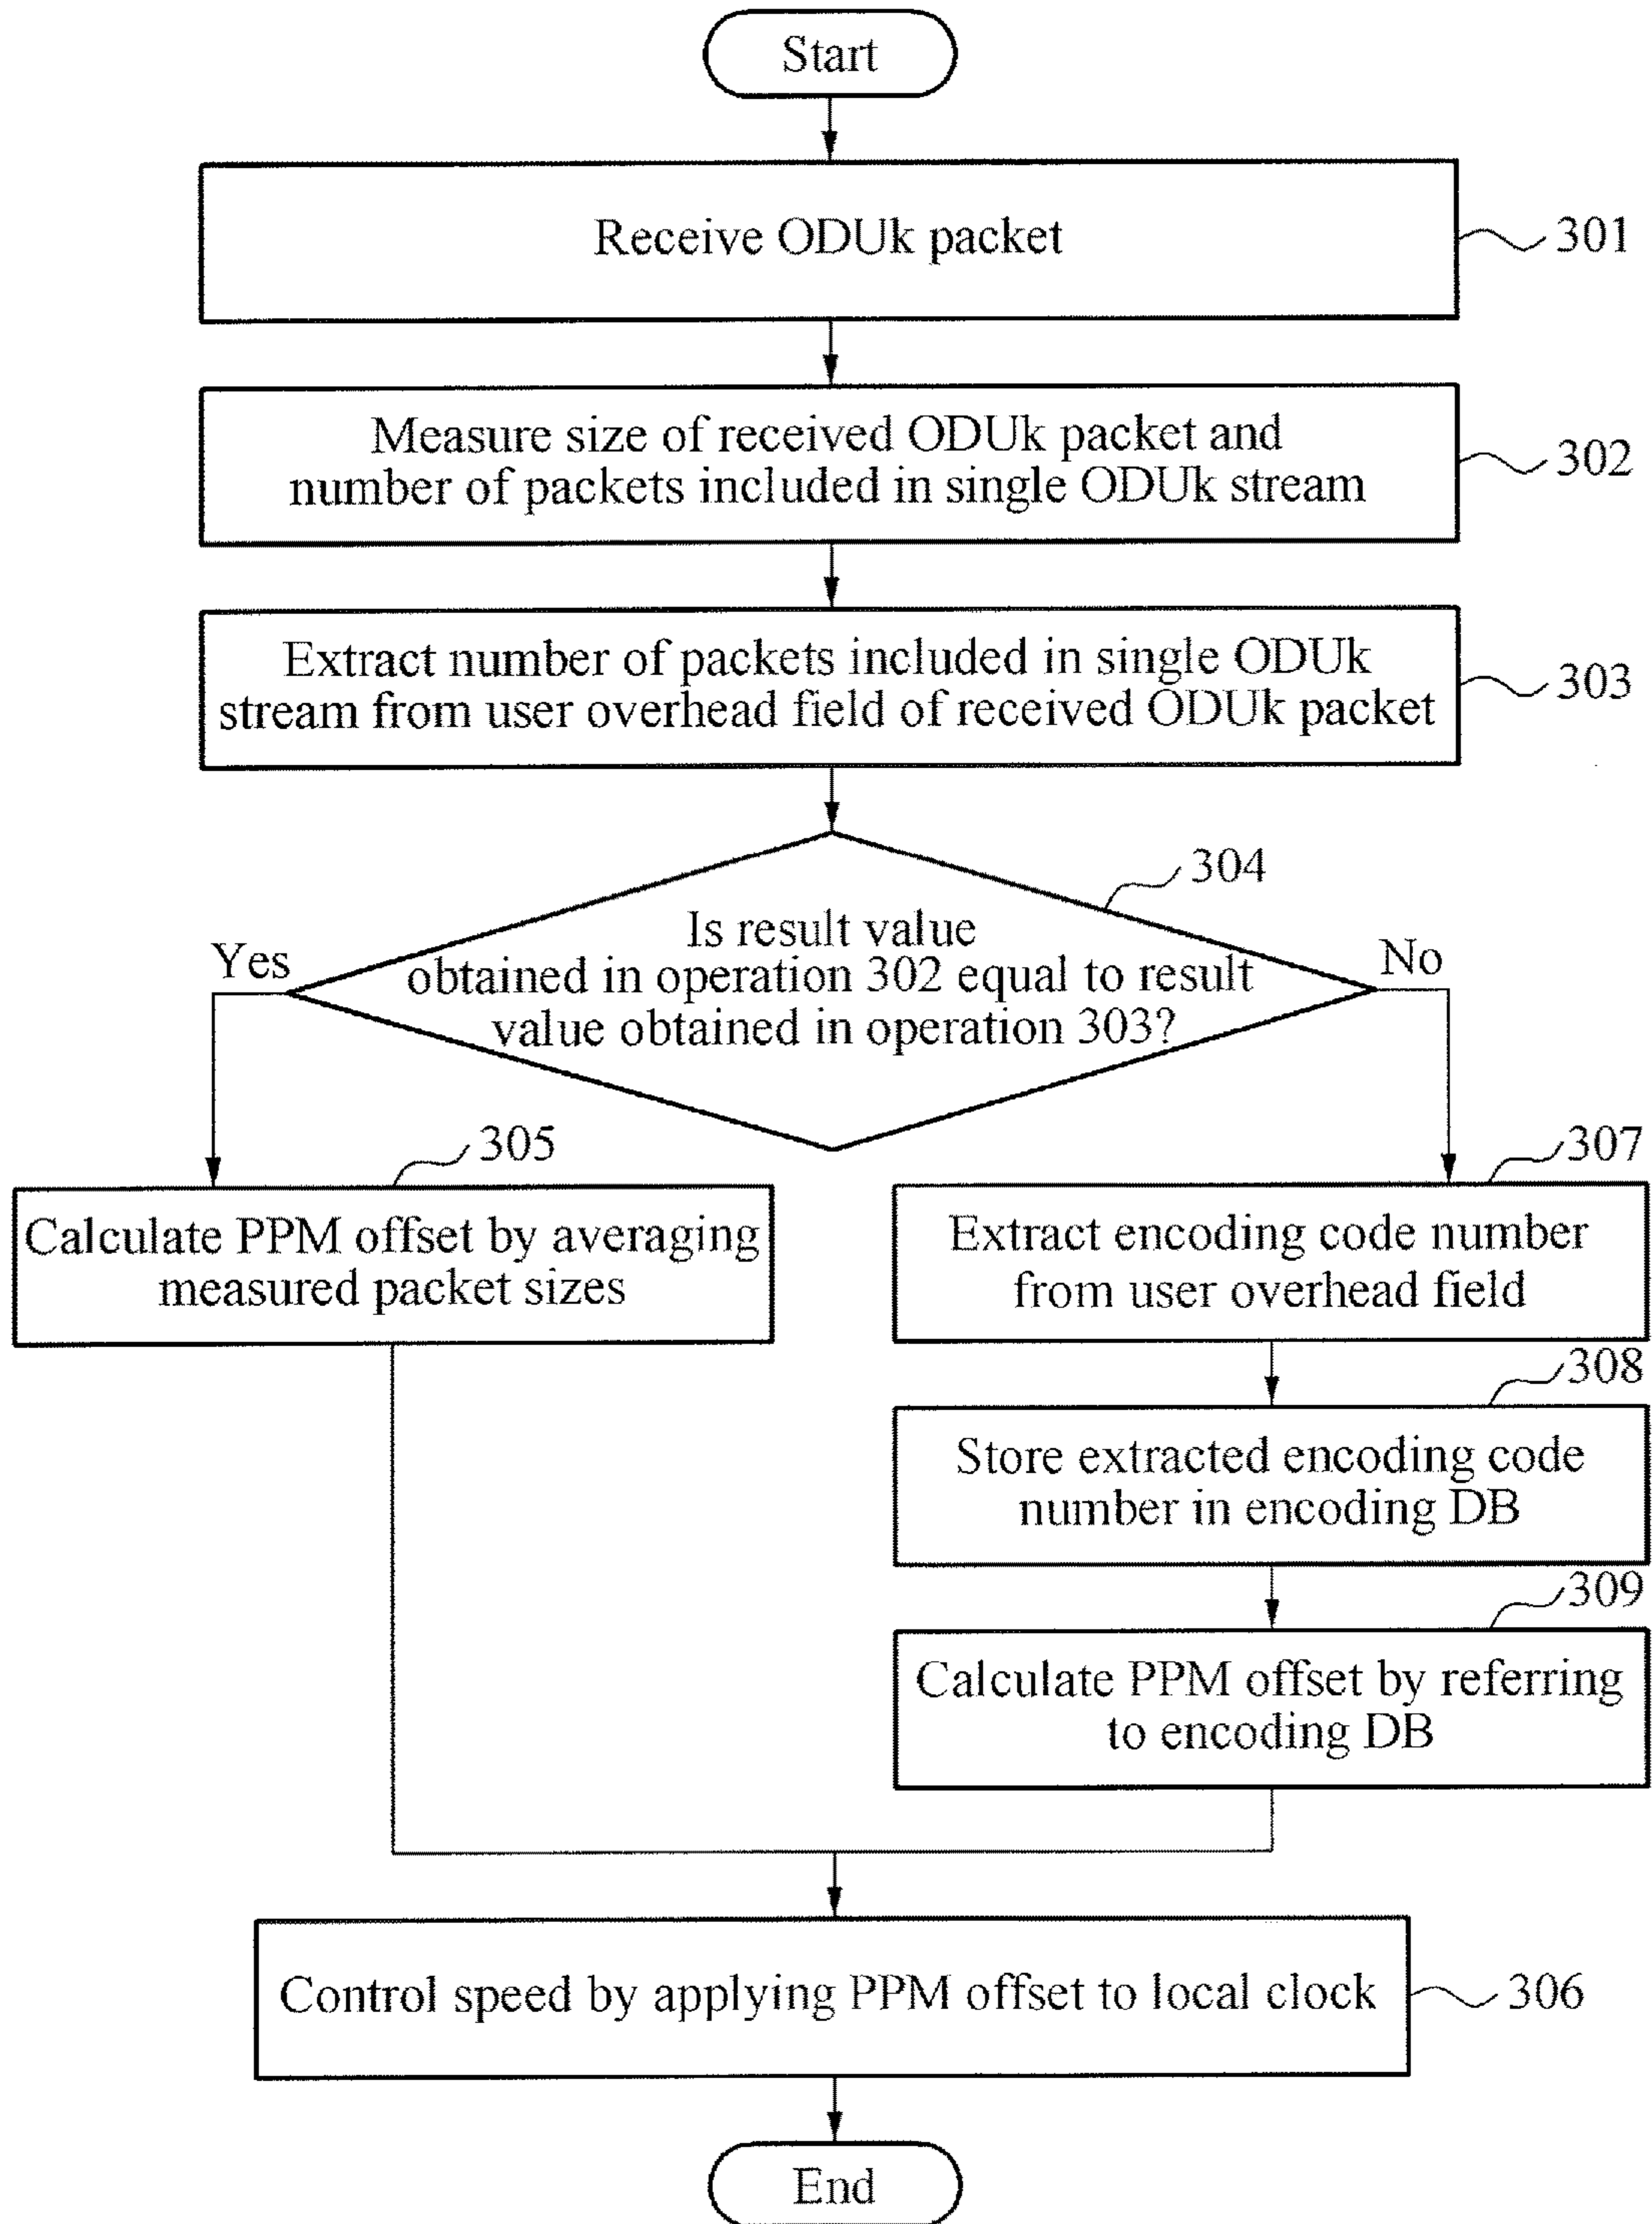 Start
Receive ODUk packet
301
Measure size of received ODUk packet and
number of packets included in single ODUk stream
302
Extract number of packets included in single ODUk
stream from user overhead field of received ODUk packet
303
304
Is result value
obtained in operation 302 equal to result
value obtained in operation 303?
Yes
No
305
Calculate PPM offset by averaging
measured packet sizes
307
Extract encoding code number
from user overhead field
308
Store extracted encoding code
number in encoding DB
309
Calculate PPM offset by referring
to encoding DB
Control speed by applying PPM offset to local clock
306
End